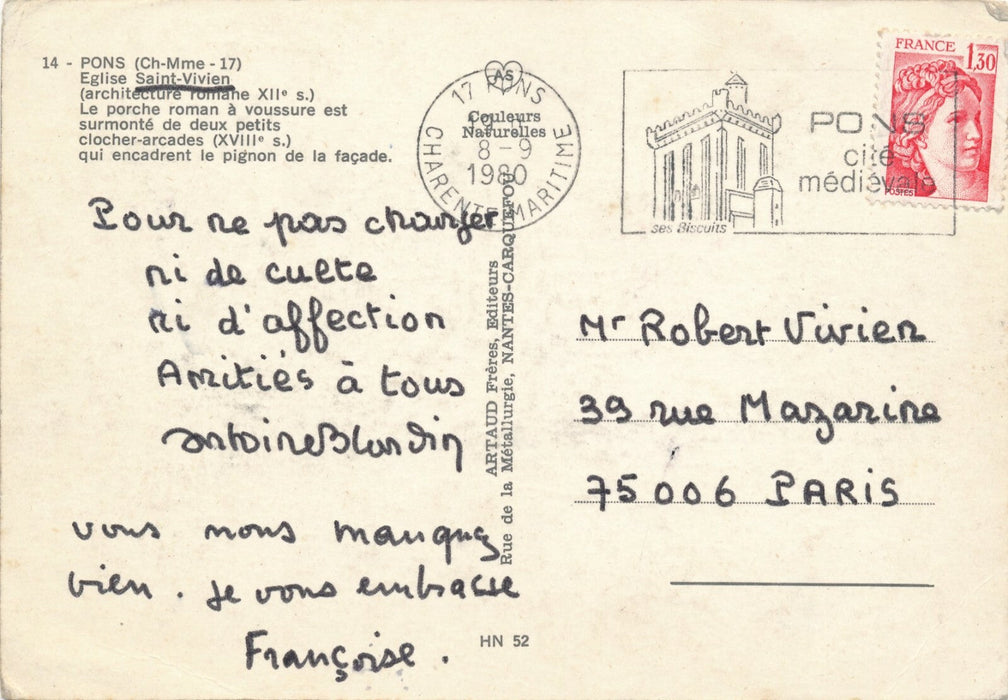 14 - PONS (Ch-Mme - 17)
Eglise Saint-Vivien
(architecture romane XIIe s.)
Le porche roman à voussure est
surmonté de deux petits
clocher-arcades (XVIIIe s.)
qui encadrent le pignon de la façade.
Pour ne pas changer
ni de culte
ni d'affection
Amitiés à tous
Antoine Blondin
vous nous manquez
bien. Je vous embrasse
Françoise.
AS
Couleurs
Naturelles
17 PONS
8 - 9
1980
CHARENTE MARITIME
ARTAUD Frères, Editeurs
Rue de la Métallurgie, NANTES-CARQUEFOU
HN 52
ses Biscuits
PONS
cité
médiévale
FRANCE 1,30
POSTES
Mr Robert Vivien
39 rue Mazarine
75006 PARIS